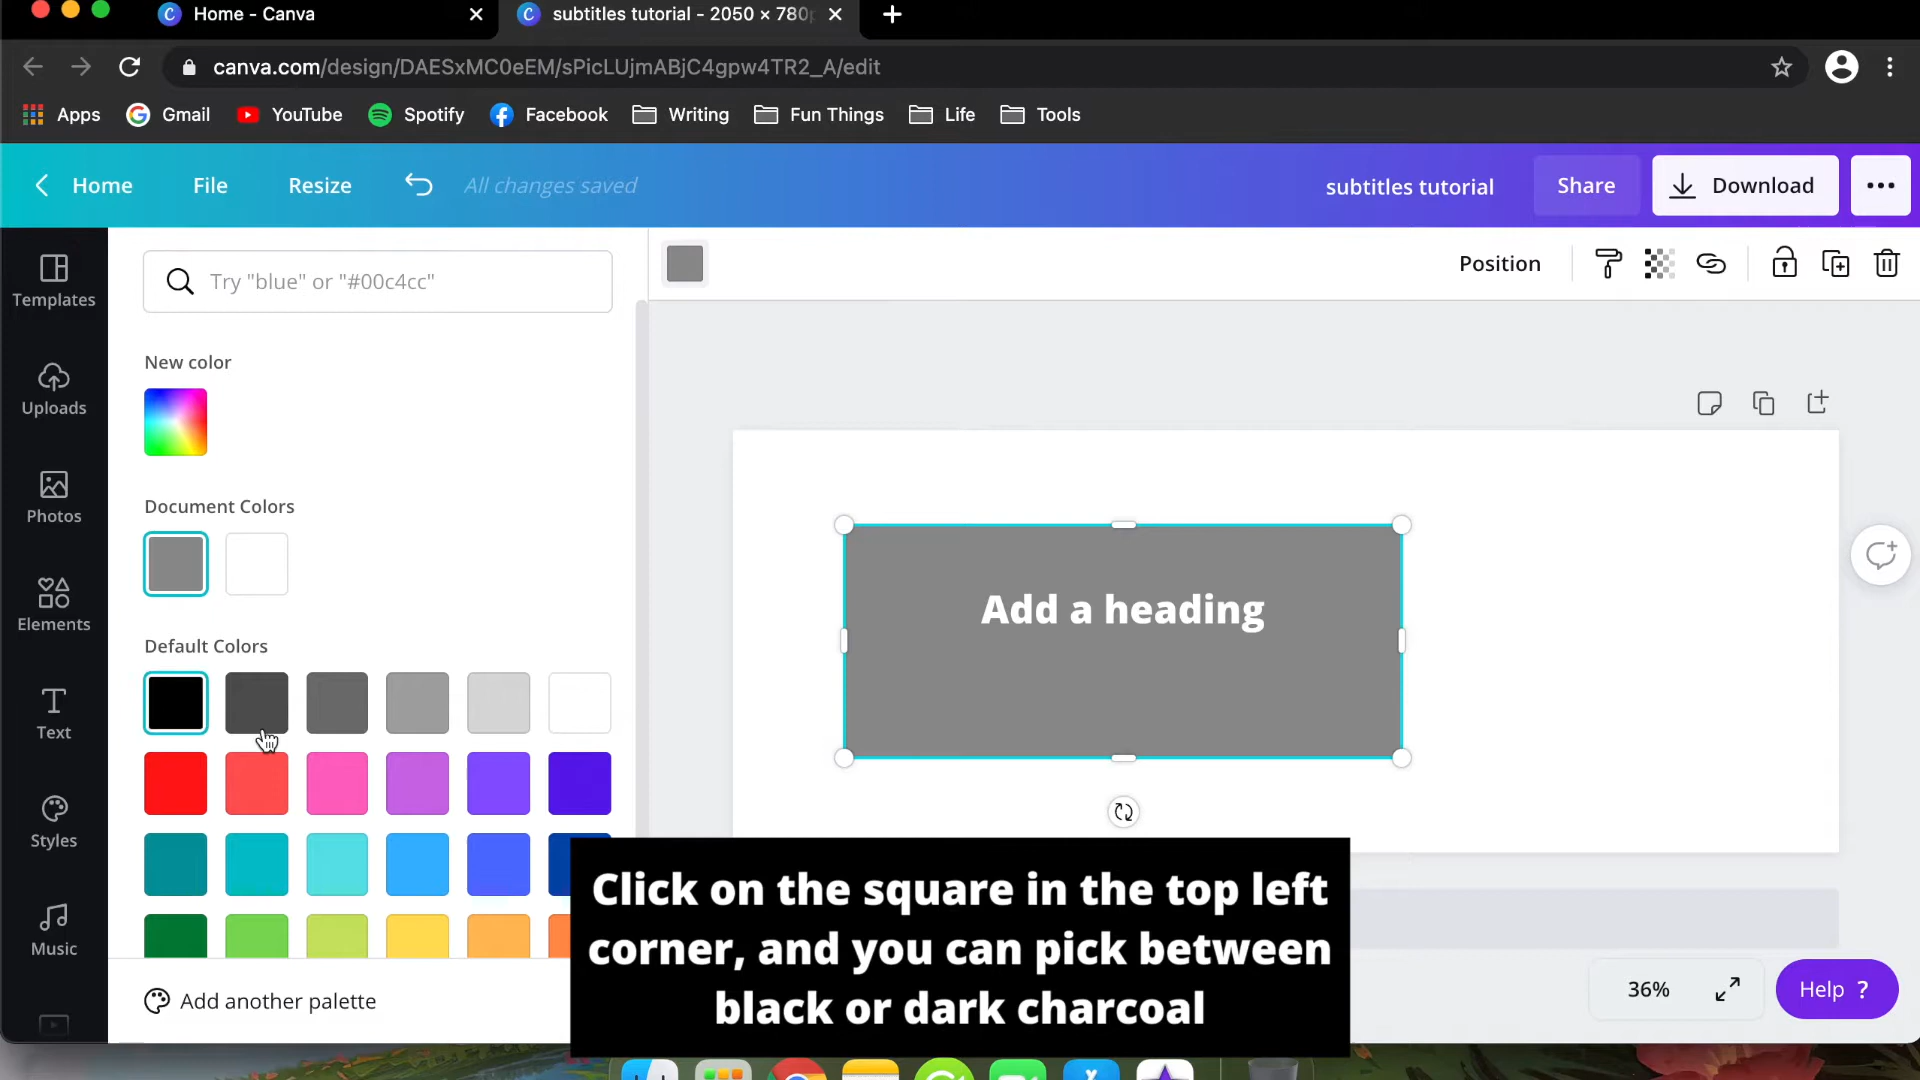 Home - Canva
subtitles tutorial - 2050 × 780p
canva.com/design/DAESxMC0eEM/sPicLUjmABjC4gpw4TR2_A/edit
Apps
Gmail
YouTube
Spotify
Facebook
Writing
Fun Things
Life
Tools
Home
File
Resize
All changes saved
subtitles tutorial
Share
Download
Templates
Uploads
Photos
Elements
Text
Styles
Music
Try "blue" or "#00c4cc"
New color
Document Colors
Default Colors
Add another palette
Position
Add a heading
Click on the square in the top left
corner, and you can pick between
black or dark charcoal
36%
Help ?